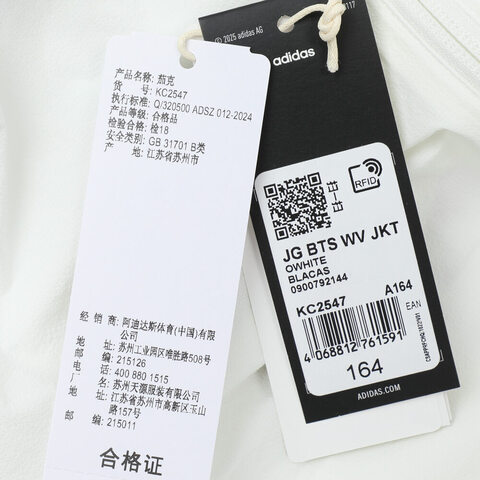 产品名称: 茄克
货 号: KC2547
执行标准: Q/320500 ADSZ 012-2024
产品等级: 合格品
检验合格: 检18
安全类别: GB 31701 B类
产 地: 江苏省苏州市
经 销 商: 阿迪达斯体育(中国)有限
公司
地 址: 苏州工业园区唯胜路508号
邮 编: 215126
电 话: 400 880 1515
厂 名: 苏州天源服装有限公司
地 址: 江苏省苏州市高新区玉山
路157号
邮 编: 215011
合格证
© 2025 adidas AG
adidas
RFID
JG BTS WV JKT
OWHITE
BLACAS
0900792144
KC2547 A164
EAN
4 068812 761591
164
ADIDAS.COM